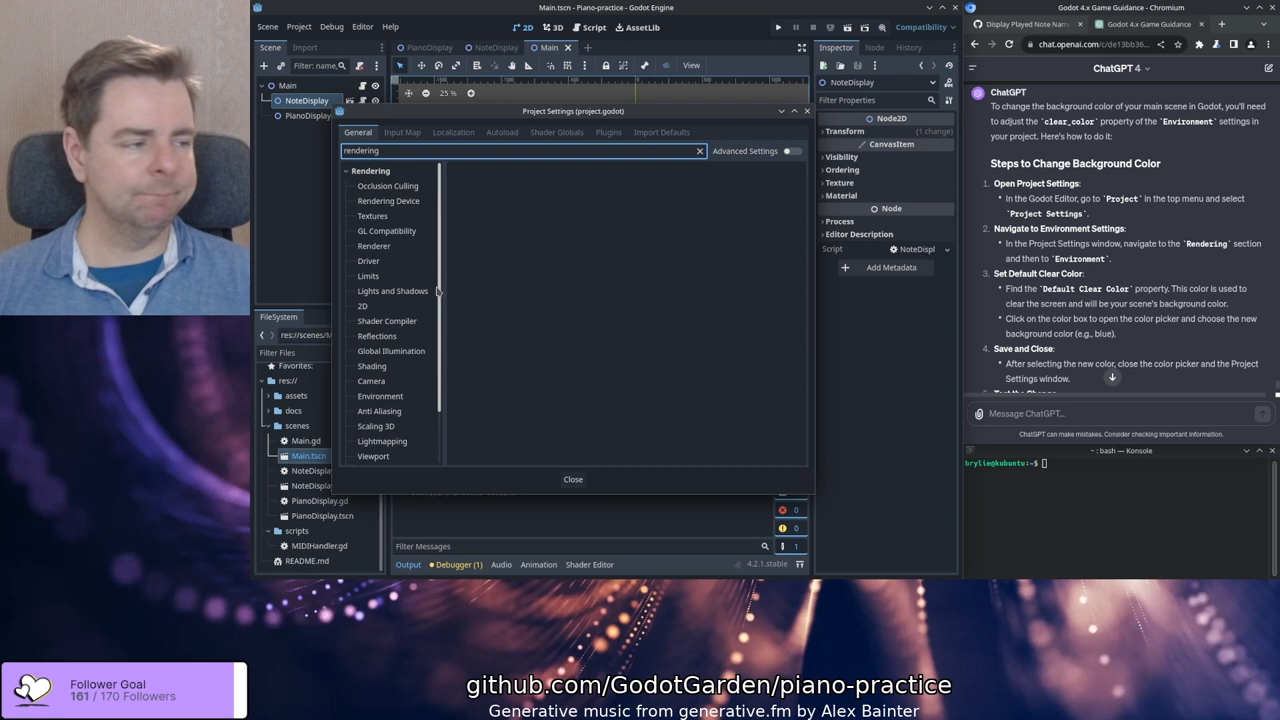 Main.tscn - Piano-practice - Godot Engine
Scene Project Debug Editor Help
2D 3D Script AssetLib
Compatibility
Scene Import
Filter: name,
Main
NoteDisplay
PianoDisplay
PianoDisplay NoteDisplay Main
View
25 %
Project Settings (project.godot)
General Input Map Localization Autoload Shader Globals Plugins Import Defaults
rendering
Advanced Settings
Rendering
Occlusion Culling
Rendering Device
Textures
GL Compatibility
Renderer
Driver
Limits
Lights and Shadows
2D
Shader Compiler
Reflections
Global Illumination
Shading
Camera
Environment
Anti Aliasing
Scaling 3D
Lightmapping
Viewport
Close
FileSystem
res://scenes/M
Filter Files
Favorites:
res://
assets
docs
scenes
Main.gd
Main.tscn
NoteDisplay
NoteDispla
PianoDisplay.gd
PianoDisplay.tscn
scripts
MIDIHandler.gd
README.md
0
0
1
Filter Messages
Output Debugger (1) Audio Animation Shader Editor
4.2.1.stable
Inspector Node History
NoteDisplay
Filter Properties
Node2D
Transform (1 change)
CanvasItem
Visibility
Ordering
Texture
Material
Node
Process
Editor Description
Script NoteDispl
Add Metadata
Godot 4.x Game Guidance - Chromium
Display Played Note Name
Godot 4.x Game Guidance
chat.openai.com/c/de13bb36...
ChatGPT 4
ChatGPT
To change the background color of your main scene in Godot, you'll need
to adjust the `clear_color` property of the `Environment` settings in
your project. Here's how to do it:
Steps to Change Background Color
1. Open Project Settings:
• In the Godot Editor, go to `Project` in the top menu and select
`Project Settings`.
2. Navigate to Environment Settings:
• In the Project Settings window, navigate to the `Rendering` section
and then to `Environment`.
3. Set Default Clear Color:
• Find the `Default Clear Color` property. This color is used to
clear the screen and will be your scene's background color.
• Click on the color box to open the color picker and choose the new
background color (e.g., blue).
4. Save and Close:
• After selecting the new color, close the color picker and the Project
Settings window.
Message ChatGPT...
ChatGPT can make mistakes. Consider checking important information.
~ : bash — Konsole
brylie@kubuntu:~$
Follower Goal
161 / 170 Followers
github.com/GodotGarden/piano-practice
Generative music from generative.fm by Alex Bainter